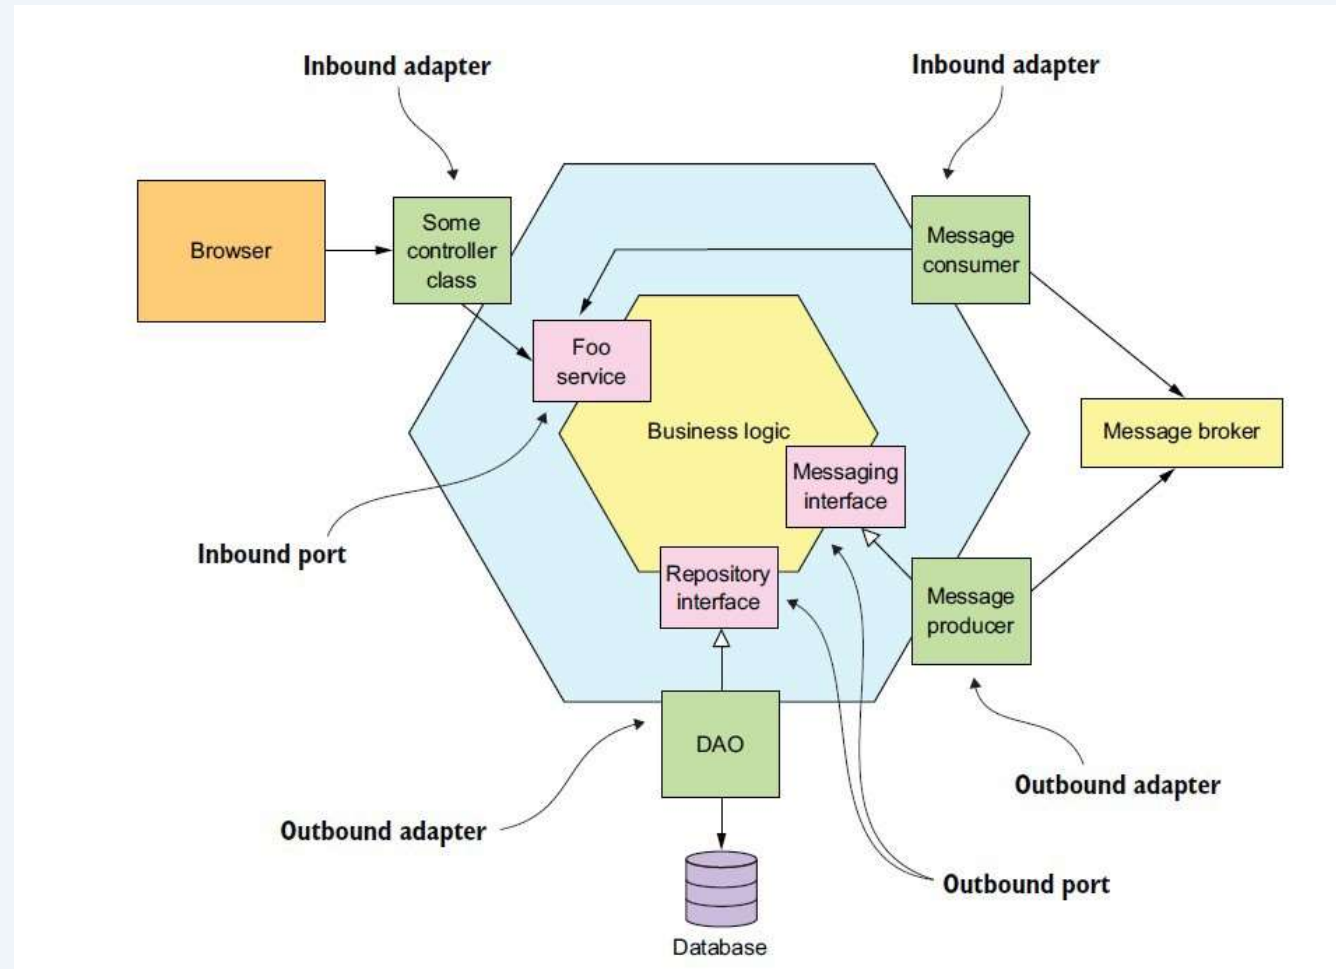 Inbound adapter
Inbound adapter
Browser
Some
controller
class
Message
consumer
Foo
service
Business logic
Message broker
Messaging
interface
Inbound port
Repository
interface
Message
producer
DAO
Outbound adapter
Outbound adapter
Outbound port
Database